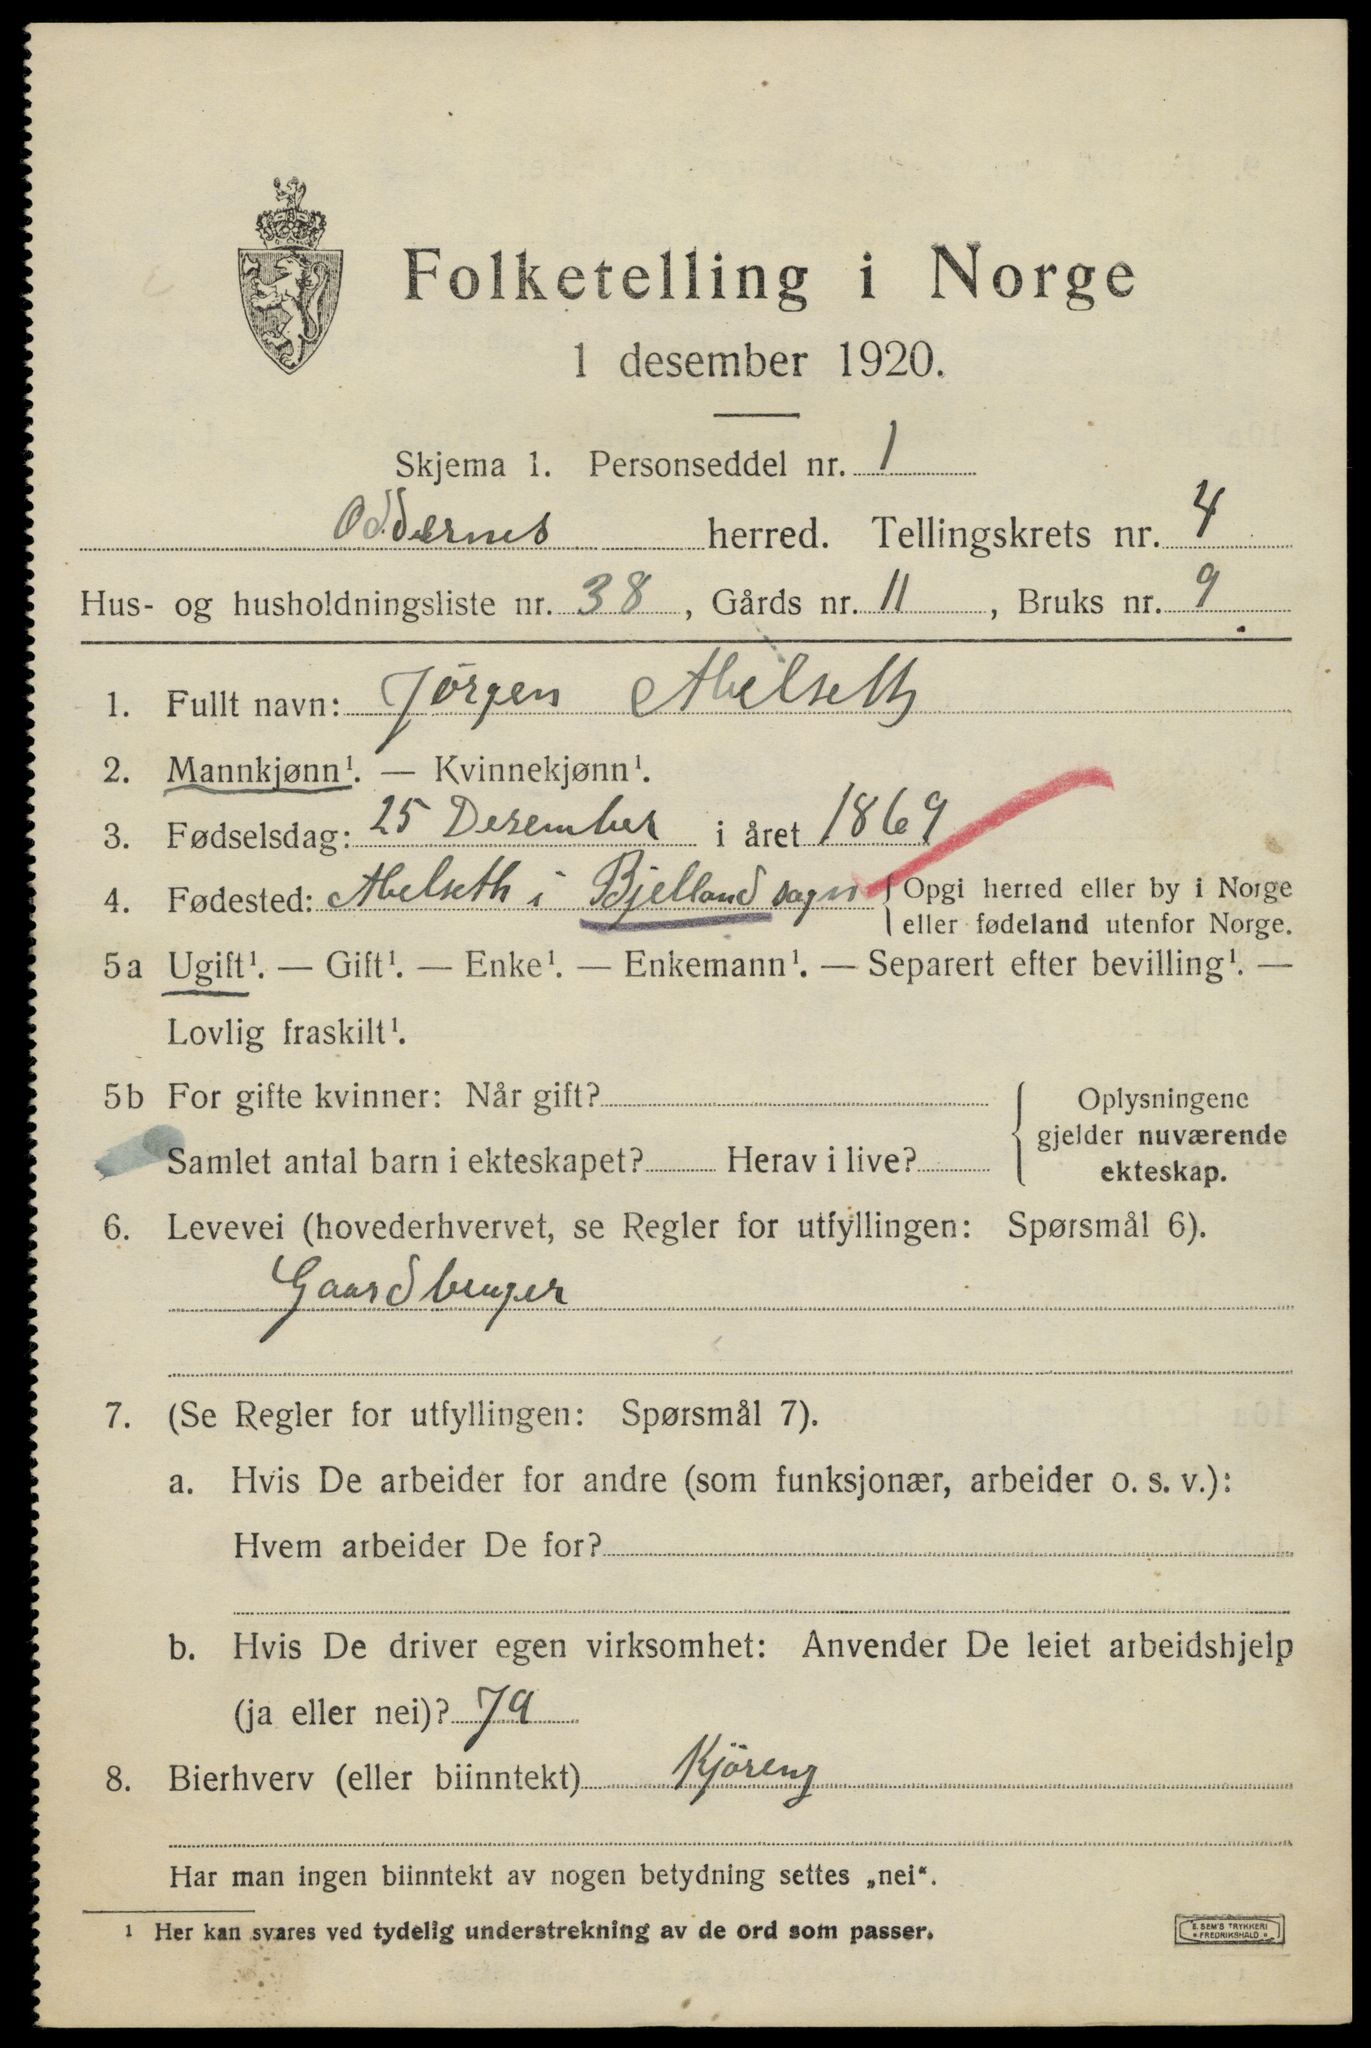 Folketelling i Norge
1 desember 1920.
Skjema 1. Personseddel nr. 1
Oddernes herred. Tellingskrets nr. 4
Hus- og husholdningsliste nr. 38, Gårds nr. 11, Bruks nr. 9
1. Fullt navn: Jörgen Abelseth
2. Mannkjønn¹. — Kvinnekjønn¹.
3. Fødselsdag: 25 Desember i året 1869
4. Fødested: Abelseth i Bjelland sogn { Opgi herred eller by i Norge
eller fødeland utenfor Norge.
5a Ugift¹. — Gift¹. — Enke¹. — Enkemann¹. — Separert efter bevilling¹. —
Lovlig fraskilt¹.
5b For gifte kvinner: Når gift?
Samlet antal barn i ekteskapet? Herav i live?
{ Oplysningene
gjelder nuværende
ekteskap.
6. Levevei (hovederhvervet, se Regler for utfyllingen: Spørsmål 6).
Gaardbruger
7. (Se Regler for utfyllingen: Spørsmål 7).
a. Hvis De arbeider for andre (som funksjonær, arbeider o. s. v.):
Hvem arbeider De for?
b. Hvis De driver egen virksomhet: Anvender De leiet arbeidshjelp
(ja eller nei)? Ja
8. Bierhverv (eller biinntekt) Kjöreng
Har man ingen biinntekt av nogen betydning settes „nei“.
¹ Her kan svares ved tydelig understrekning av de ord som passer.
E. SEM'S TRYKKERI
FREDRIKSHALD